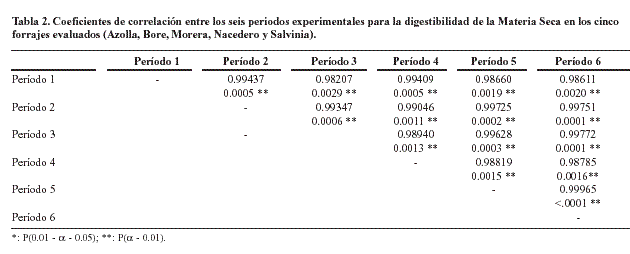 Tabla 2. Coeficientes de correlación entre los seis periodos experimentales para la digestibilidad de la Materia Seca en los cinco
forrajes evaluados (Azolla, Bore, Morera, Nacedero y Salvinia).
Período 1 Período 2 Período 3 Período 4 Período 5 Período 6
Período 1 - 0.99437 0.98207 0.99409 0.98660 0.98611
0.0005 ** 0.0029 ** 0.0005 ** 0.0019 ** 0.0020 **
Período 2 - 0.99347 0.99046 0.99725 0.99751
0.0006 ** 0.0011 ** 0.0002 ** 0.0001 **
Período 3 - 0.98940 0.99628 0.99772
0.0013 ** 0.0003 ** 0.0001 **
Período 4 - 0.98819 0.98785
0.0015 ** 0.0016**
Período 5 - 0.99965
<.0001 **
Período 6 -
*: P(0.01 - α - 0.05); **: P(α - 0.01).